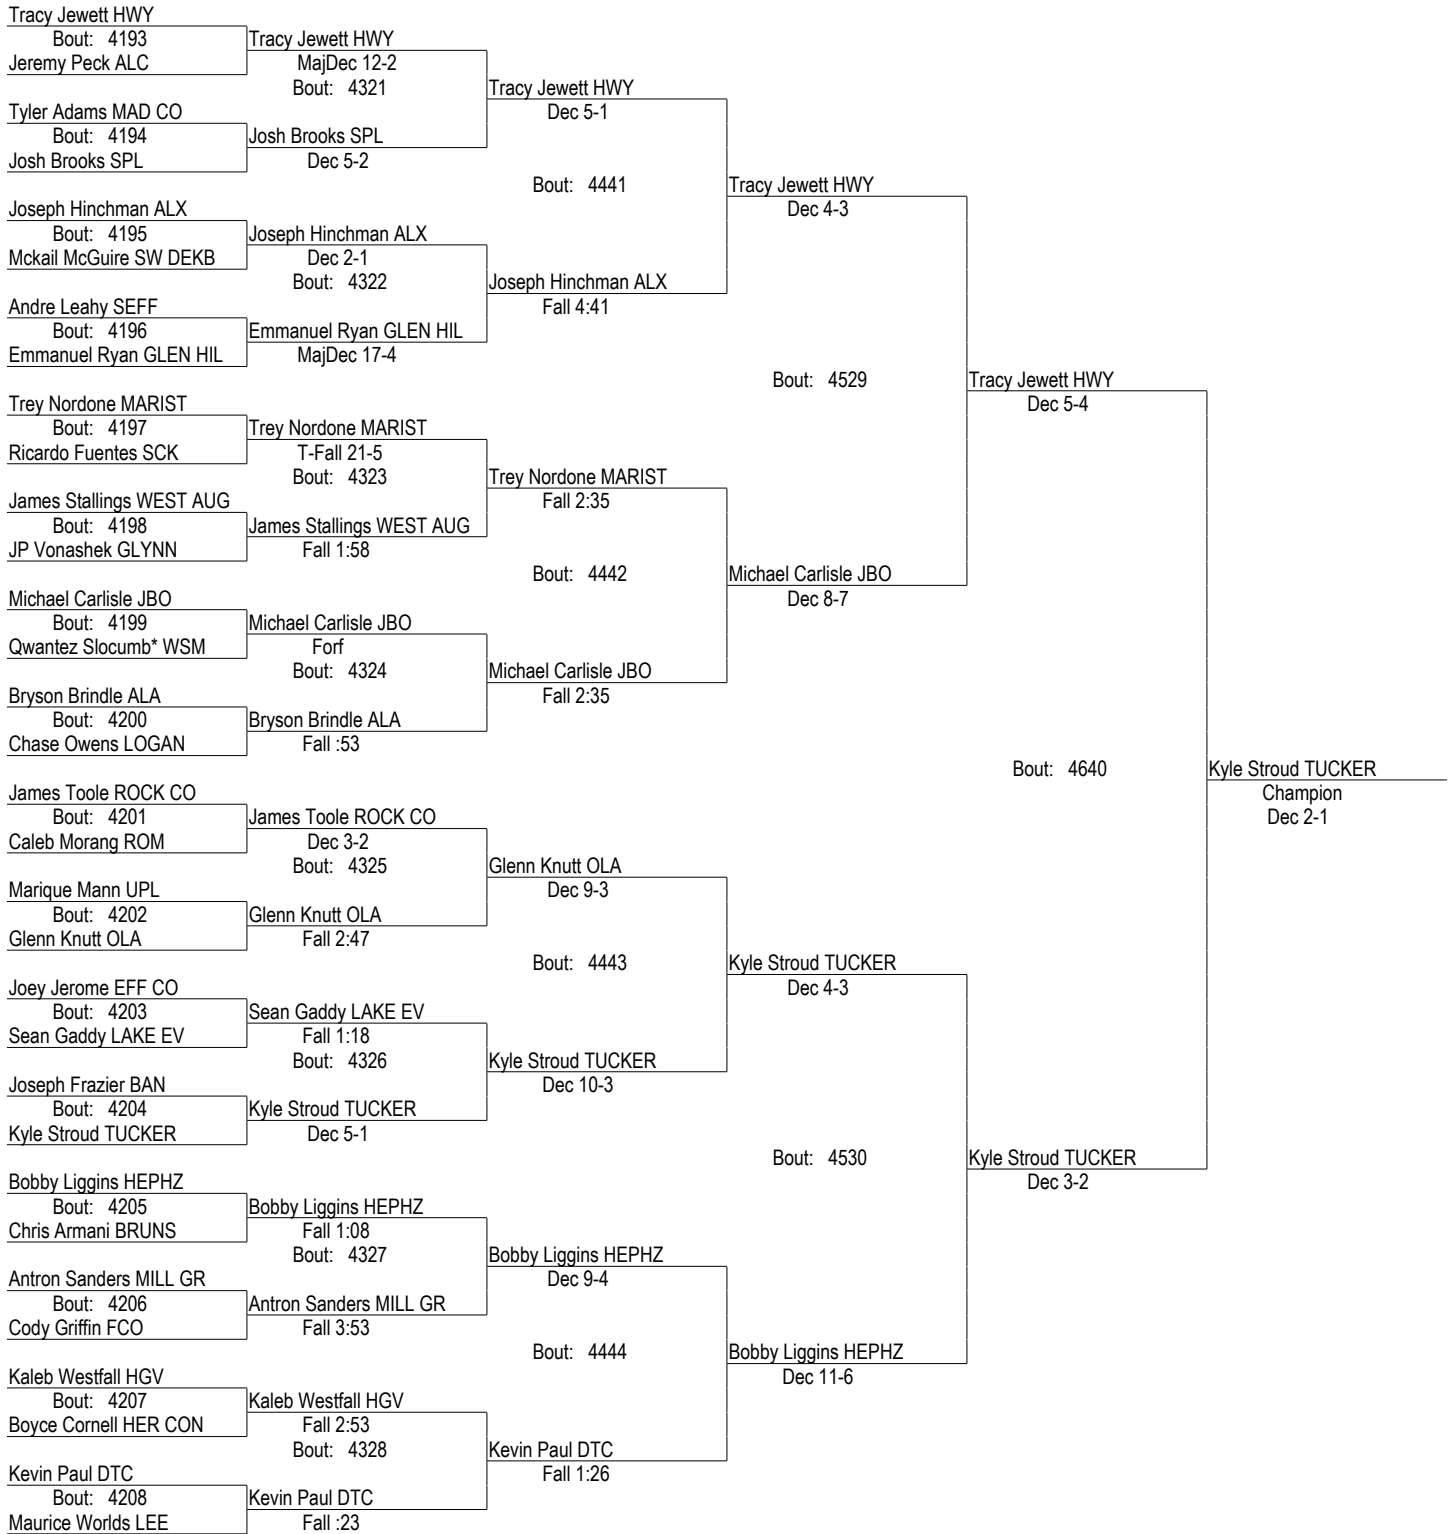 Tracy Jewett HWY
Bout: 4193
Jeremy Peck ALC
Tyler Adams MAD CO
Bout: 4194
Josh Brooks SPL
Joseph Hinchman ALX
Bout: 4195
Mckail McGuire SW DEKB
Andre Leahy SEFF
Bout: 4196
Emmanuel Ryan GLEN HIL
Trey Nordone MARIST
Bout: 4197
Ricardo Fuentes SCK
James Stallings WEST AUG
Bout: 4198
JP Vonashek GLYNN
Michael Carlisle JBO
Bout: 4199
Qwantez Slocumb* WSM
Bryson Brindle ALA
Bout: 4200
Chase Owens LOGAN
James Toole ROCK CO
Bout: 4201
Caleb Morang ROM
Marique Mann UPL
Bout: 4202
Glenn Knutt OLA
Joey Jerome EFF CO
Bout: 4203
Sean Gaddy LAKE EV
Joseph Frazier BAN
Bout: 4204
Kyle Stroud TUCKER
Bobby Liggins HEPHZ
Bout: 4205
Chris Armani BRUNS
Antron Sanders MILL GR
Bout: 4206
Cody Griffin FCO
Kaleb Westfall HGV
Bout: 4207
Boyce Cornell HER CON
Kevin Paul DTC
Bout: 4208
Maurice Worlds LEE
Tracy Jewett HWY
MajDec 12-2
Bout: 4321
Josh Brooks SPL
Dec 5-2
Joseph Hinchman ALX
Dec 2-1
Bout: 4322
Emmanuel Ryan GLEN HIL
MajDec 17-4
Trey Nordone MARIST
T-Fall 21-5
Bout: 4323
James Stallings WEST AUG
Fall 1:58
Michael Carlisle JBO
Forf
Bout: 4324
Bryson Brindle ALA
Fall :53
James Toole ROCK CO
Dec 3-2
Bout: 4325
Glenn Knutt OLA
Fall 2:47
Sean Gaddy LAKE EV
Fall 1:18
Bout: 4326
Kyle Stroud TUCKER
Dec 5-1
Bobby Liggins HEPHZ
Fall 1:08
Bout: 4327
Antron Sanders MILL GR
Fall 3:53
Kaleb Westfall HGV
Fall 2:53
Bout: 4328
Kevin Paul DTC
Fall :23
Tracy Jewett HWY
Dec 5-1
Bout: 4441
Joseph Hinchman ALX
Fall 4:41
Trey Nordone MARIST
Fall 2:35
Bout: 4442
Michael Carlisle JBO
Fall 2:35
Glenn Knutt OLA
Dec 9-3
Bout: 4443
Kyle Stroud TUCKER
Dec 10-3
Bobby Liggins HEPHZ
Dec 9-4
Bout: 4444
Kevin Paul DTC
Fall 1:26
Tracy Jewett HWY
Dec 4-3
Bout: 4529
Michael Carlisle JBO
Dec 8-7
Kyle Stroud TUCKER
Dec 4-3
Bout: 4530
Bobby Liggins HEPHZ
Dec 11-6
Tracy Jewett HWY
Dec 5-4
Bout: 4640
Kyle Stroud TUCKER
Dec 3-2
Kyle Stroud TUCKER
Champion
Dec 2-1